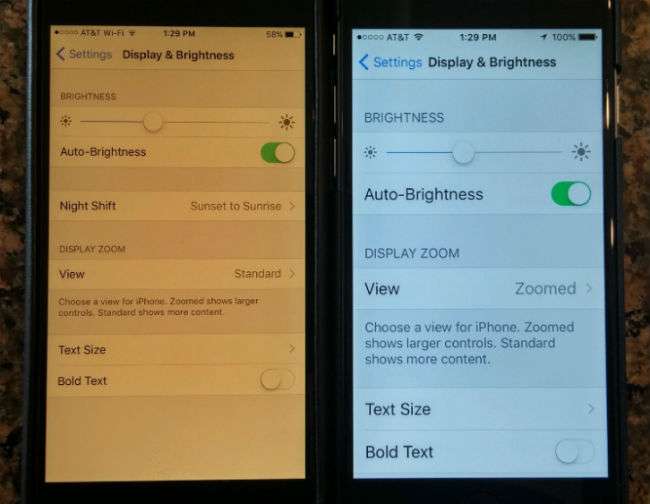 AT&T Wi-Fi 1:29 PM 58%
Settings Display & Brightness
BRIGHTNESS
Auto-Brightness
Night Shift Sunset to Sunrise
DISPLAY ZOOM
View Standard
Choose a view for iPhone. Zoomed shows larger
controls. Standard shows more content.
Text Size
Bold Text
AT&T 1:29 PM 100%
Settings Display & Brightness
BRIGHTNESS
Auto-Brightness
DISPLAY ZOOM
View Zoomed
Choose a view for iPhone. Zoomed
shows larger controls. Standard
shows more content.
Text Size
Bold Text